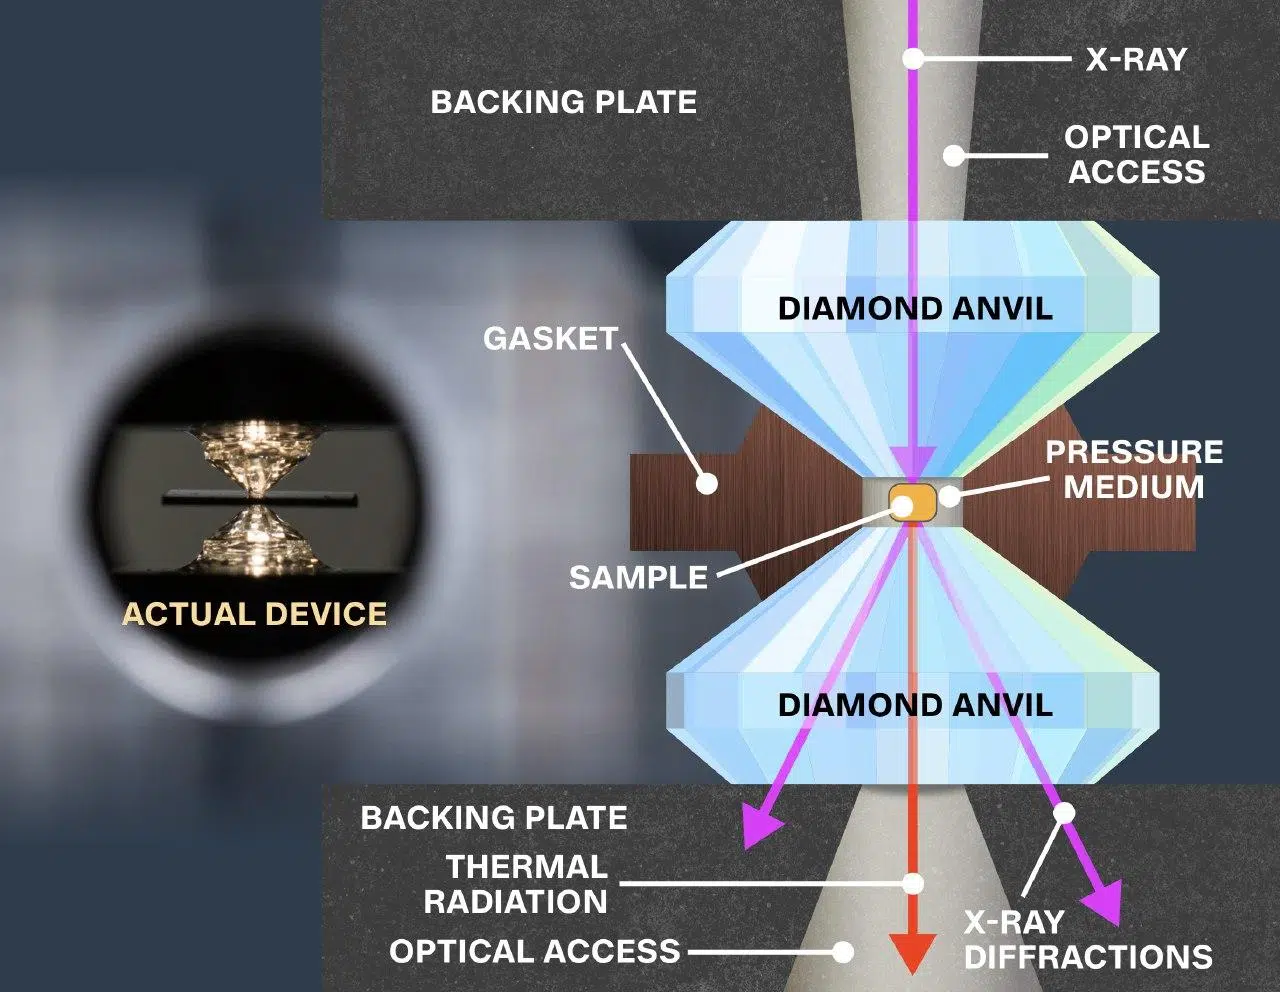 X-RAY
BACKING PLATE
OPTICAL
ACCESS
DIAMOND ANVIL
GASKET
PRESSURE
MEDIUM
SAMPLE
ACTUAL DEVICE
DIAMOND ANVIL
BACKING PLATE
THERMAL
RADIATION
X-RAY
DIFFRACTIONS
OPTICAL ACCESS